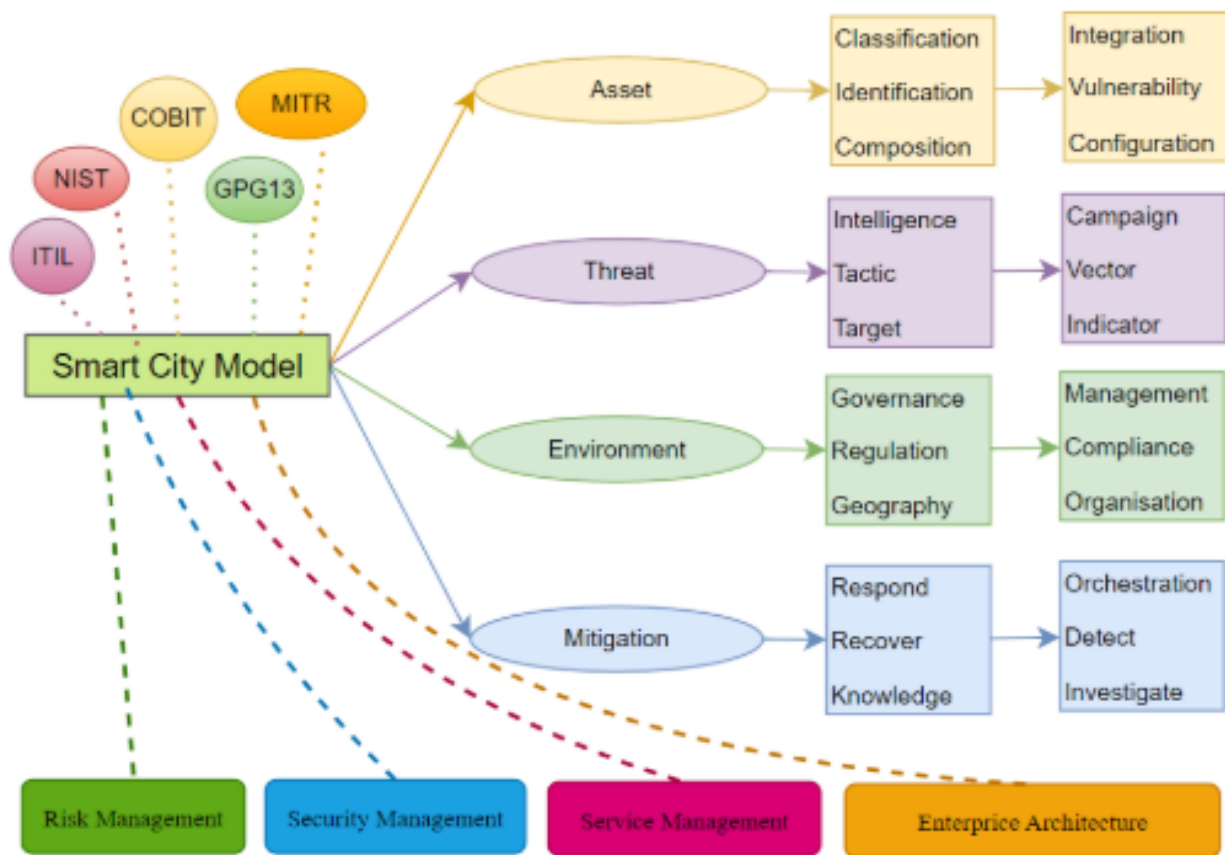 MITR
COBIT
NIST
GPG13
ITIL
Smart City Model
Asset
Classification
Identification
Composition
Integration
Vulnerability
Configuration
Threat
Intelligence
Tactic
Target
Campaign
Vector
Indicator
Environment
Governance
Regulation
Geography
Management
Compliance
Organisation
Mitigation
Respond
Recover
Knowledge
Orchestration
Detect
Investigate
Risk Management
Security Management
Service Management
Enterprice Architecture